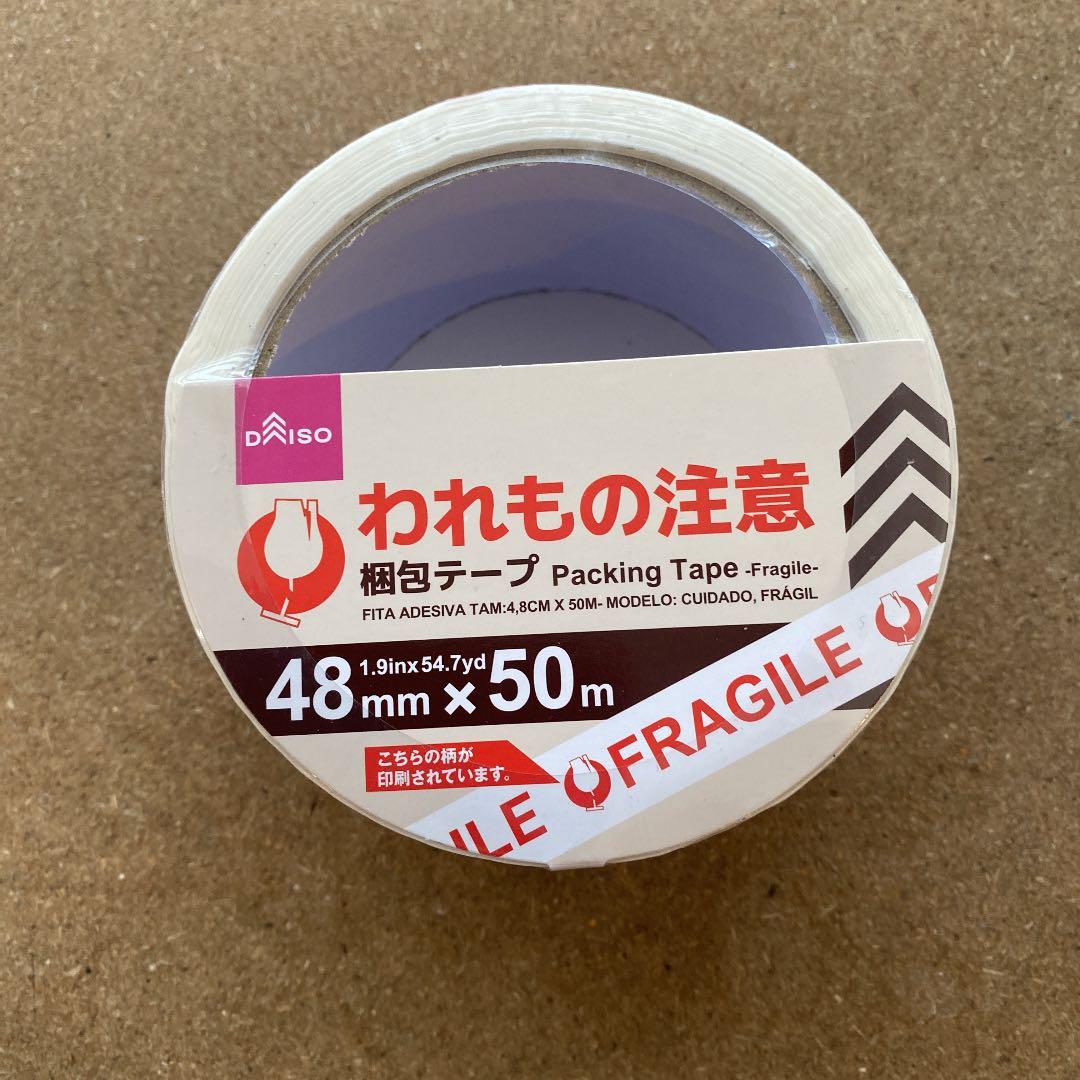 DAISO
われもの注意
梱包テープ Packing Tape -Fragile-
FITA ADESIVA TAM:4,8CM X 50M- MODELO: CUIDADO, FRÁGIL
1.9inx54.7yd
48mm×50m
こちらの柄が
印刷されています。
ILE FRAGILE F